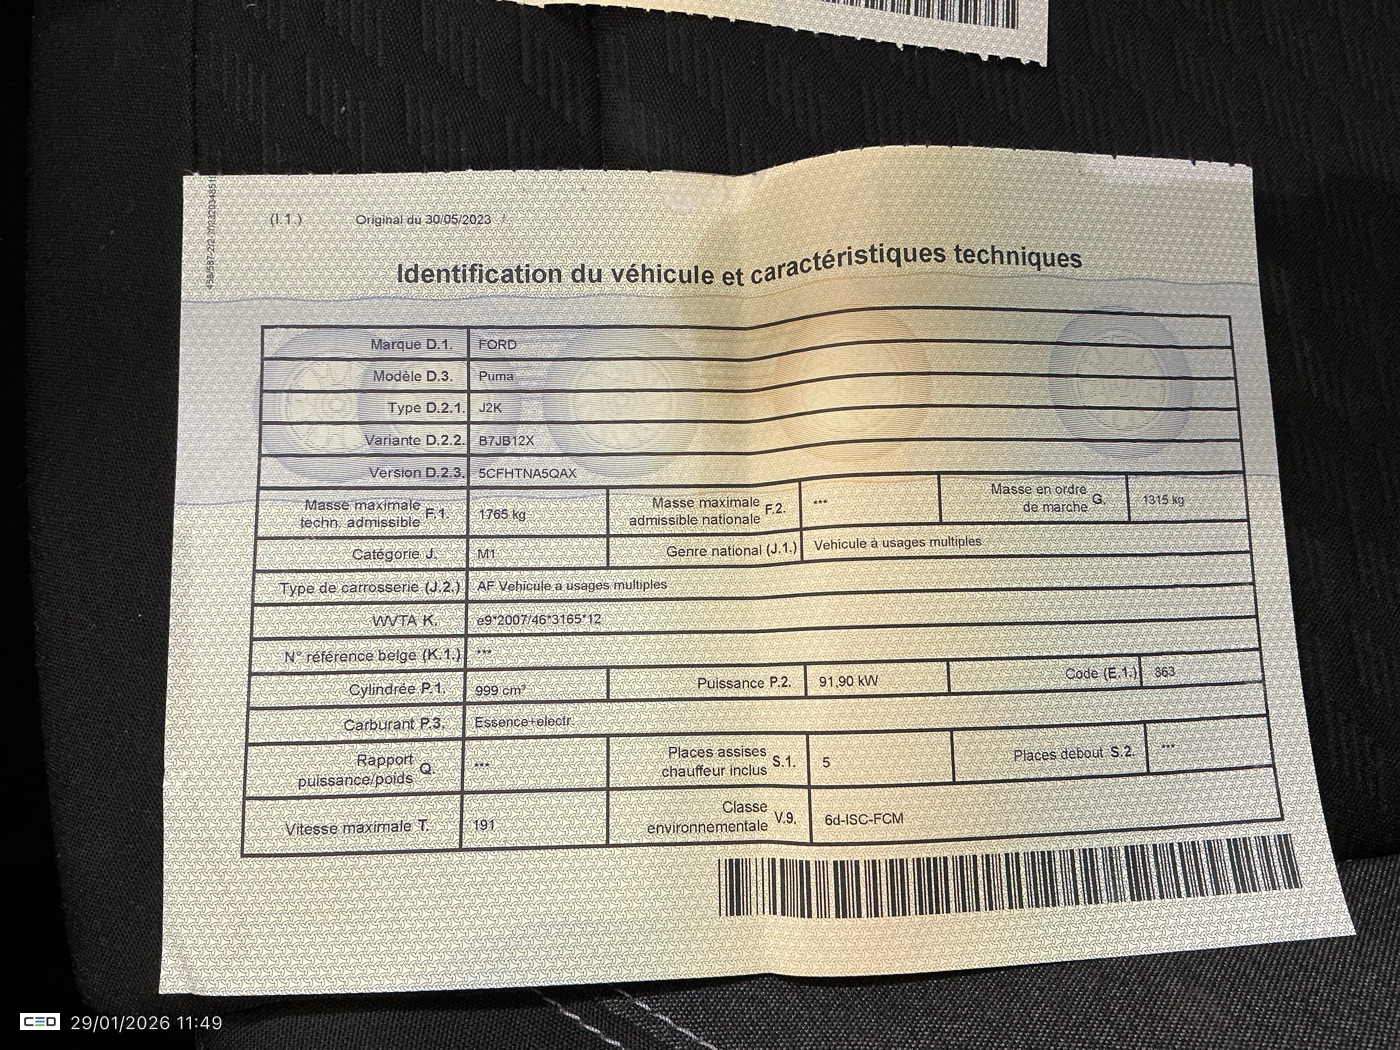 (I.1.) Original du 30/05/2023
Identification du véhicule et caractéristiques techniques
Marque D.1. FORD
Modèle D.3. Puma
Type D.2.1. J2K
Variante D.2.2. B7JB12X
Version D.2.3. 5CFHTNA5QAX
Masse maximale techn. admissible F.1. 1765 kg Masse maximale admissible nationale F.2. *** Masse en ordre de marche G. 1315 kg
Catégorie J. M1 Genre national (J.1.) Vehicule à usages multiples
Type de carrosserie (J.2.) AF Vehicule a usages multiples
WVTA K. e9*2007/46*3165*12
N° référence belge (K.1.) ***
Cylindrée P.1. 999 cm³ Puissance P.2. 91,90 kW Code (E.1.) 863
Carburant P.3. Essence+electr.
Rapport puissance/poids Q. *** Places assises chauffeur inclus S.1. 5 Places debout S.2. ***
Vitesse maximale T. 191 Classe environnementale V.9. 6d-ISC-FCM
CED 29/01/2026 11:49